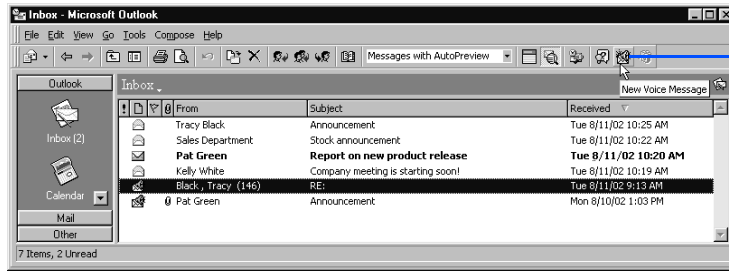 Inbox - Microsoft Outlook
File Edit View Go Tools Compose Help
Messages with AutoPreview
New Voice Message
Outlook
Inbox
From Subject Received
Tracy Black Announcement Tue 8/11/02 10:25 AM
Inbox (2)
Sales Department Stock announcement Tue 8/11/02 10:22 AM
Pat Green Report on new product release Tue 8/11/02 10:20 AM
Kelly White Company meeting is starting soon! Tue 8/11/02 10:19 AM
Black , Tracy (146) RE: Tue 8/11/02 9:13 AM
Calendar
Pat Green Announcement Mon 8/10/02 1:03 PM
Mail
Other
7 Items, 2 Unread